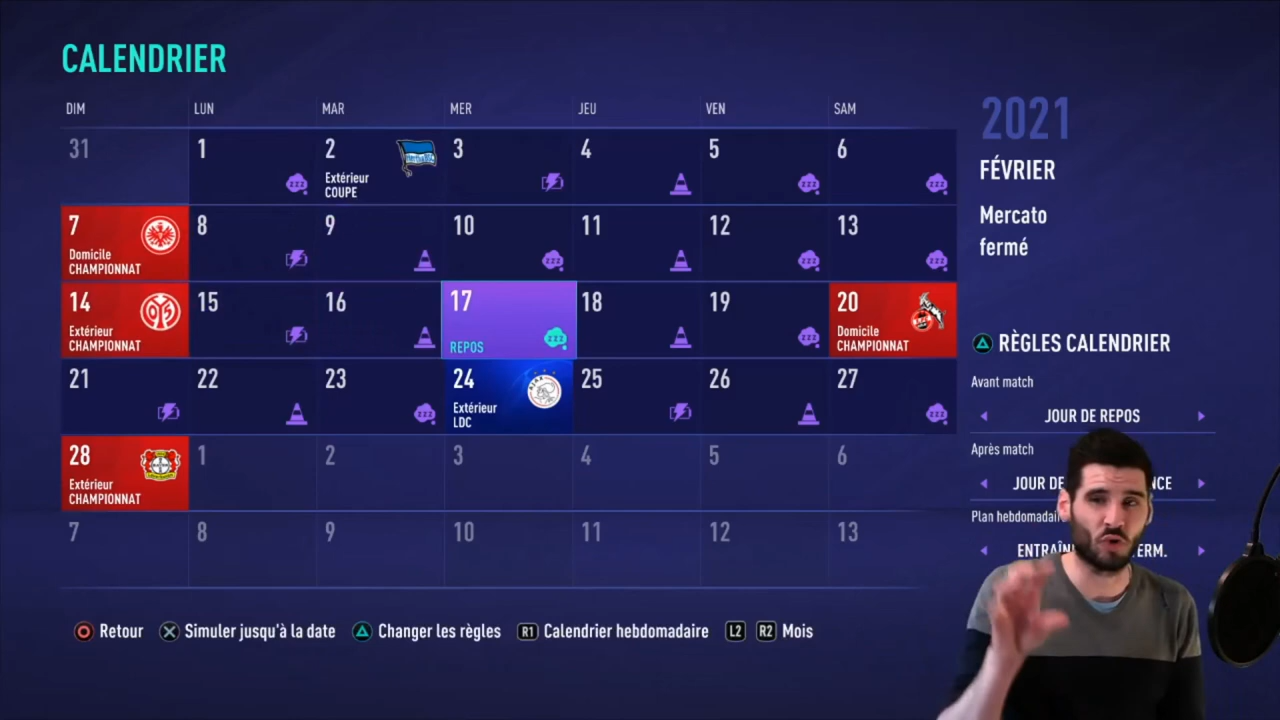 CALENDRIER
DIM LUN MAR MER JEU VEN SAM
31 1 2 3 4 5 6
Extérieur
COUPE
7 8 9 10 11 12 13
Domicile
CHAMPIONNAT
14 15 16 17 18 19 20
Extérieur
CHAMPIONNAT
REPOS
Domicile
CHAMPIONNAT
21 22 23 24 25 26 27
Extérieur
LDC
28 1 2 3 4 5 6
Extérieur
CHAMPIONNAT
7 8 9 10 11 12 13
2021
FÉVRIER
Mercato
fermé
RÈGLES CALENDRIER
Avant match
JOUR DE REPOS
Après match
JOUR DE NCE
Plan hebdomadair
ENTRAÎN ERM.
Retour
Simuler jusqu'à la date
Changer les règles
R1 Calendrier hebdomadaire
L2 R2 Mois